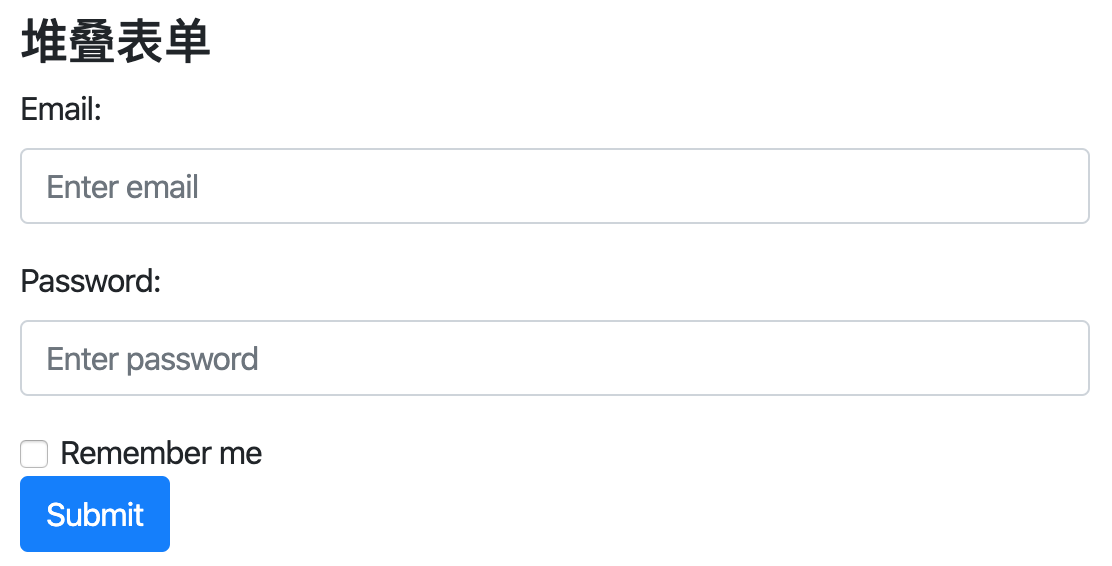 堆叠表单
Email:
Enter email
Password:
Enter password
Remember me
Submit